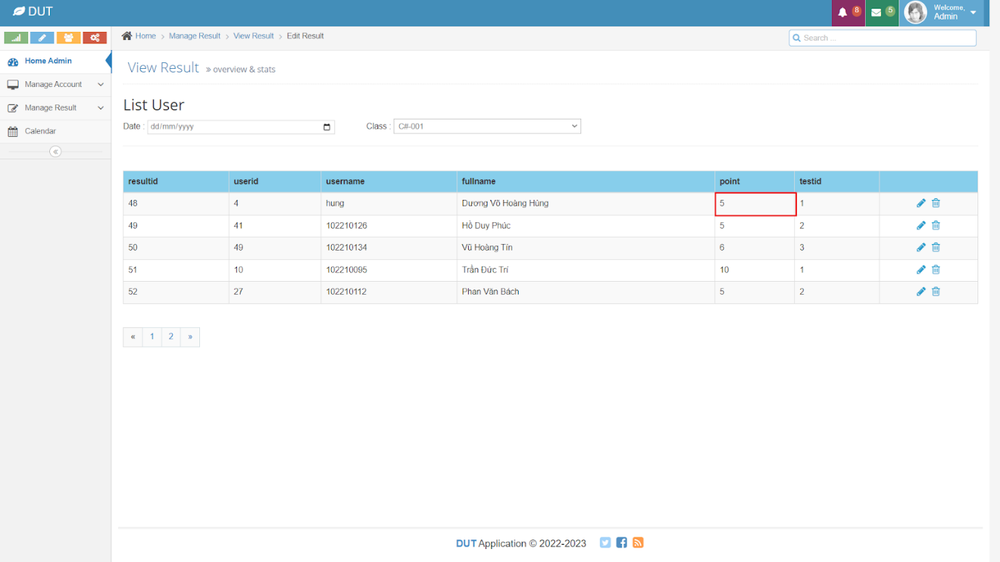 DUT
8
5
Welcome,
Admin
Home > Manage Result > View Result > Edit Result
Search ...
Home Admin
Manage Account
Manage Result
Calendar
View Result » overview & stats
List User
Date : dd/mm/yyyy Class : C#-001
resultid userid username fullname point testid
48 4 hung Dương Võ Hoàng Hùng 5 1
49 41 102210126 Hồ Duy Phúc 5 2
50 49 102210134 Vũ Hoàng Tín 6 3
51 10 102210095 Trần Đức Trí 10 1
52 27 102210112 Phan Văn Bách 5 2
« 1 2 »
DUT Application © 2022-2023